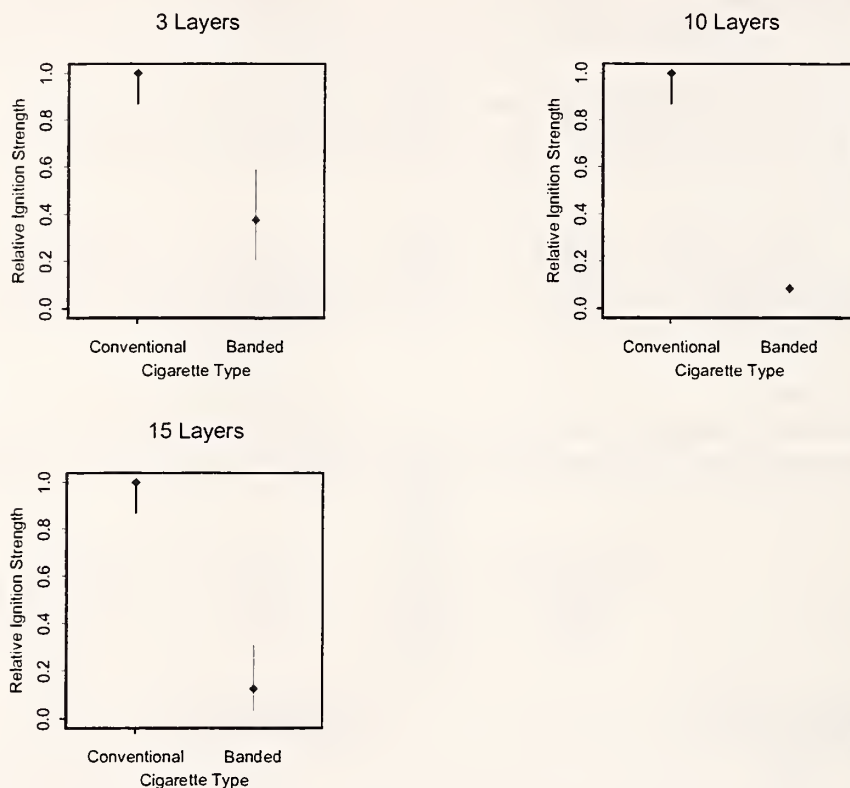 3 Layers
Relative Ignition Strength
1.0
0.8
0.6
0.4
0.2
0.0
Conventional Banded
Cigarette Type
10 Layers
Relative Ignition Strength
1.0
0.8
0.6
0.4
0.2
0.0
Conventional Banded
Cigarette Type
15 Layers
Relative Ignition Strength
1.0
0.8
0.6
0.4
0.2
0.0
Conventional Banded
Cigarette Type